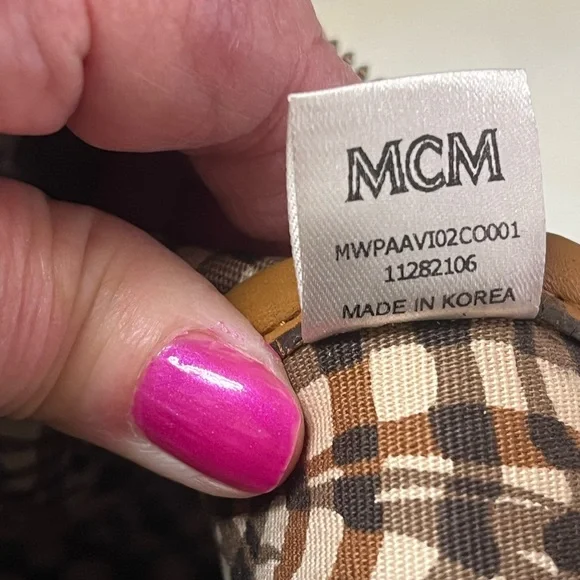 MCM
MWPAAVI02CO001
11282106
MADE IN KOREA